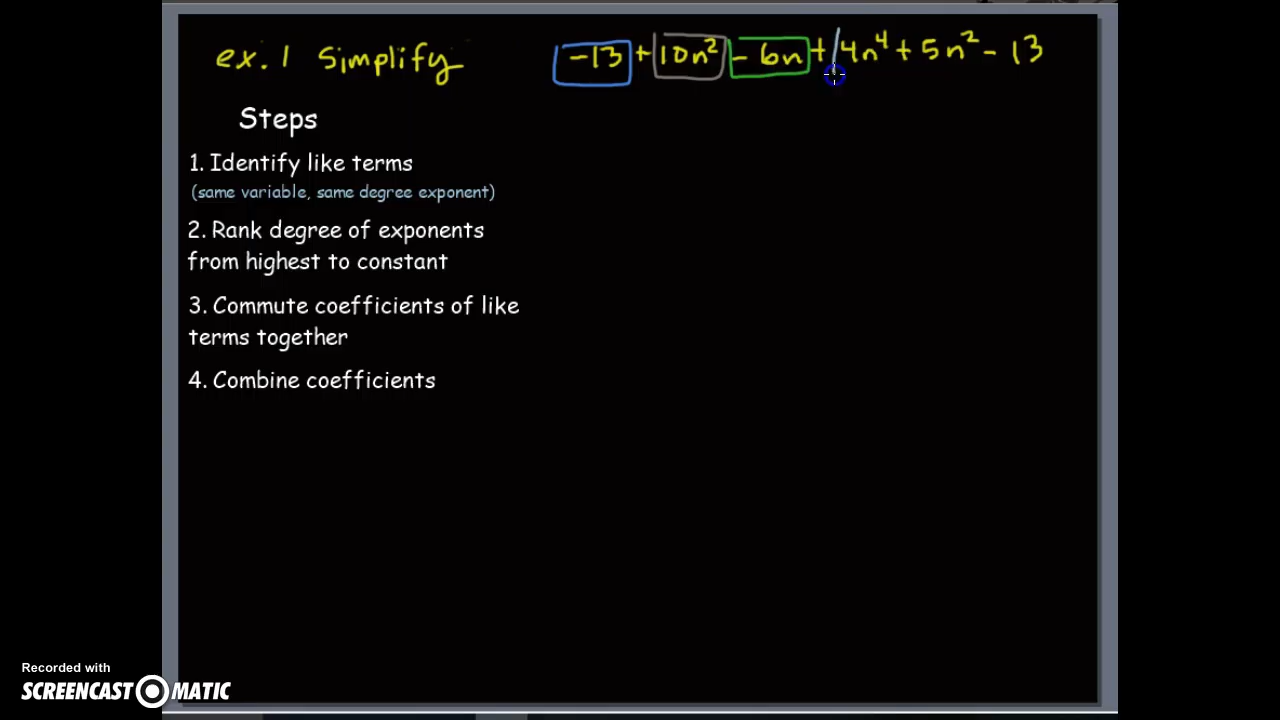 ex. 1 Simplify -13 + 10n² - 6n + 4n⁴ + 5n² - 13
Steps
1. Identify like terms
(same variable, same degree exponent)
2. Rank degree of exponents
from highest to constant
3. Commute coefficients of like
terms together
4. Combine coefficients
Recorded with
SCREENCAST MATIC